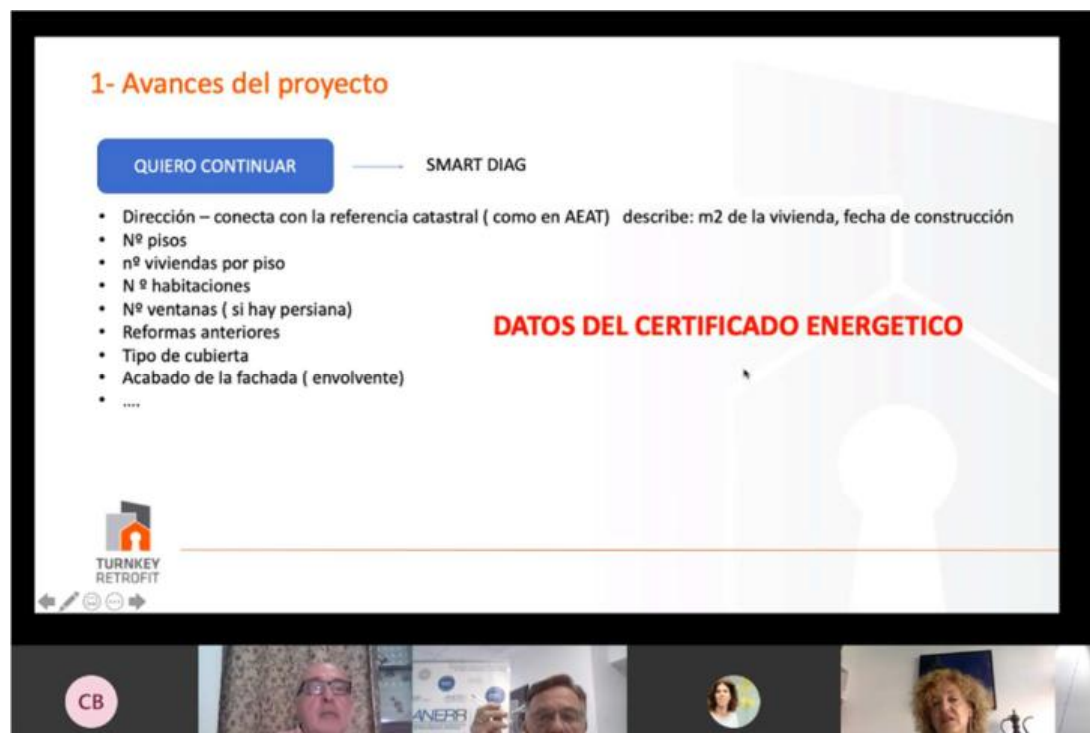 1- Avances del proyecto
QUIERO CONTINUAR
SMART DIAG
• Dirección – conecta con la referencia catastral ( como en AEAT) describe: m2 de la vivienda, fecha de construcción
• Nº pisos
• nº viviendas por piso
• N º habitaciones
• Nº ventanas ( si hay persiana)
• Reformas anteriores
• Tipo de cubierta
• Acabado de la fachada ( envolvente)
• ....
DATOS DEL CERTIFICADO ENERGETICO
TURNKEY
RETROFIT
CB
ANERR